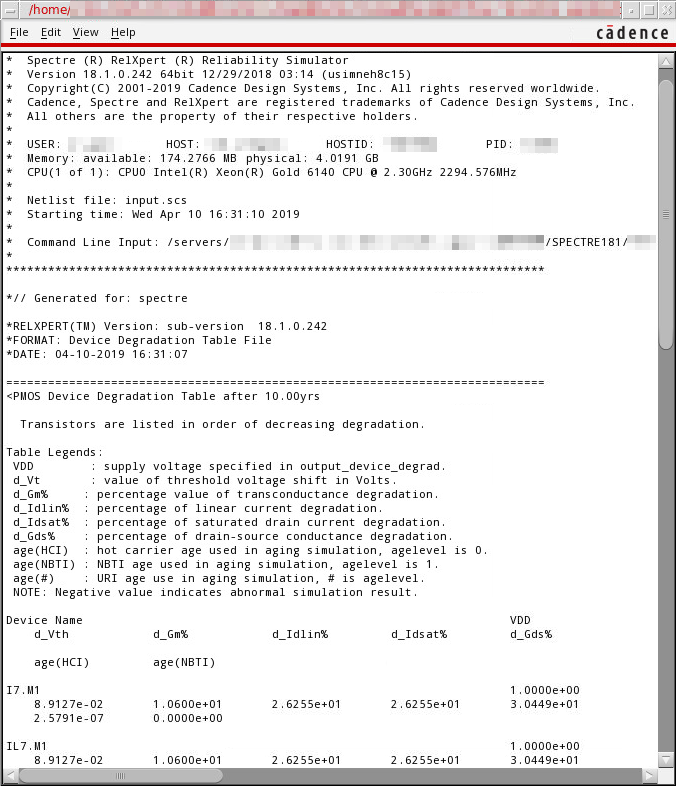 /home/
File Edit View Help
cādence
*  Spectre (R) RelXpert (R) Reliability Simulator
*  Version 18.1.0.242 64bit 12/29/2018 03:14 (usimneh8c15)
*  Copyright(C) 2001-2019 Cadence Design Systems, Inc. All rights reserved worldwide.
*  Cadence, Spectre and RelXpert are registered trademarks of Cadence Design Systems, Inc.
*  All others are the property of their respective holders.
*
*  USER: HOST: HOSTID: PID:
*  Memory: available: 174.2766 MB physical: 4.0191 GB
*  CPU(1 of 1): CPU0 Intel(R) Xeon(R) Gold 6140 CPU @ 2.30GHz 2294.576MHz
*
*  Netlist file: input.scs
*  Starting time: Wed Apr 10 16:31:10 2019
*
*  Command Line Input: /servers/ /SPECTRE181/
*
*****************************************************************************
*// Generated for: spectre
*RELXPERT(TM) Version: sub-version  18.1.0.242
*FORMAT: Device Degradation Table File
*DATE: 04-10-2019 16:31:07
=============================================================================
<PMOS Device Degradation Table after 10.00yrs
Transistors are listed in order of decreasing degradation.
Table Legends:
VDD : supply voltage specified in output_device_degrad.
d_Vt : value of threshold voltage shift in Volts.
d_Gm% : percentage value of transconductance degradation.
d_Idlin% : percentage of linear current degradation.
d_Idsat% : percentage of saturated drain current degradation.
d_Gds% : percentage of drain-source conductance degradation.
age(HCI) : hot carrier age used in aging simulation, agelevel is 0.
age(NBTI) : NBTI age used in aging simulation, agelevel is 1.
age(#) : URI age use in aging simulation, # is agelevel.
NOTE: Negative value indicates abnormal simulation result.
Device Name VDD
d_Vth d_Gm% d_Idlin% d_Idsat% d_Gds%
age(HCI) age(NBTI)
I7.M1 1.0000e+00
8.9127e-02 1.0600e+01 2.6255e+01 2.6255e+01 3.0449e+01
2.5791e-07 0.0000e+00
IL7.M1 1.0000e+00
8.9127e-02 1.0600e+01 2.6255e+01 2.6255e+01 3.0449e+01